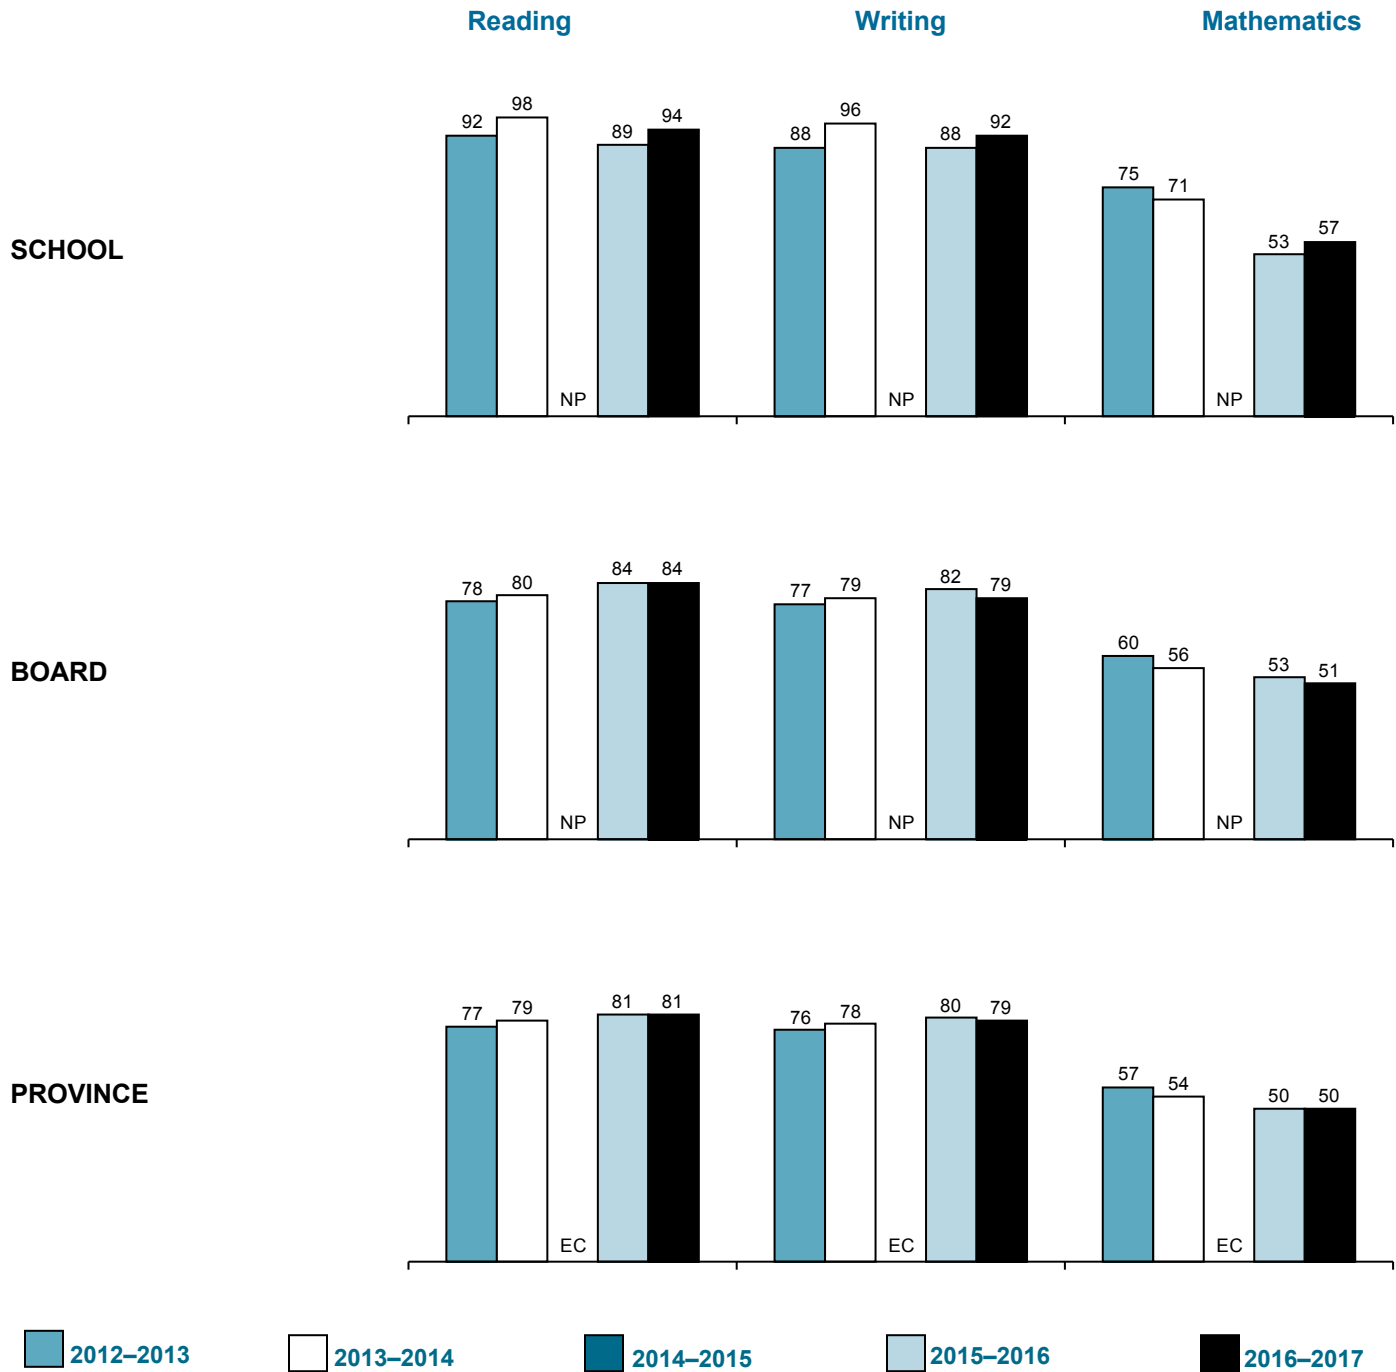 Reading Writing Mathematics
SCHOOL
92 98 NP 89 94 88 96 NP 88 92 75 71 NP 53 57
BOARD
78 80 NP 84 84 77 79 NP 82 79 60 56 NP 53 51
PROVINCE
77 79 EC 81 81 76 78 EC 80 79 57 54 EC 50 50
2012–2013 2013–2014 2014–2015 2015–2016 2016–2017